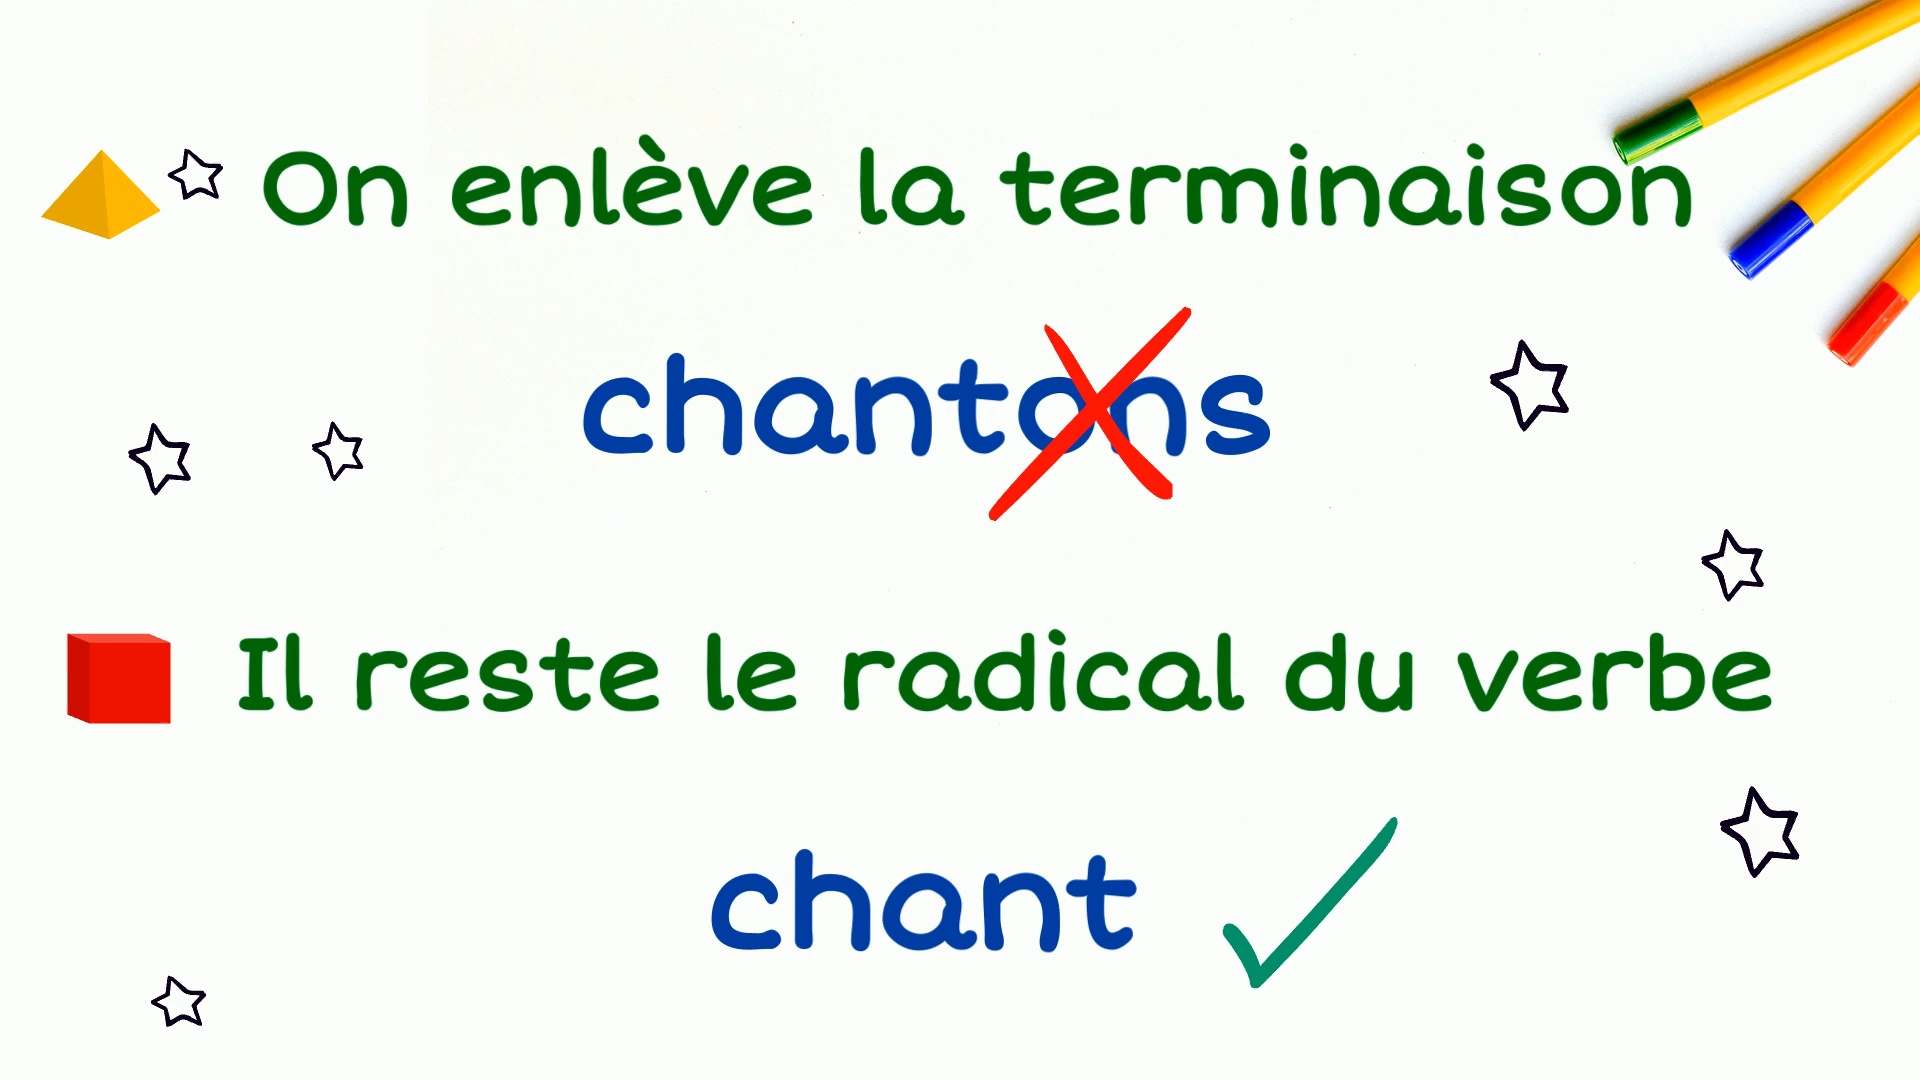 On enlève la terminaison
chantons
Il reste le radical du verbe
chant